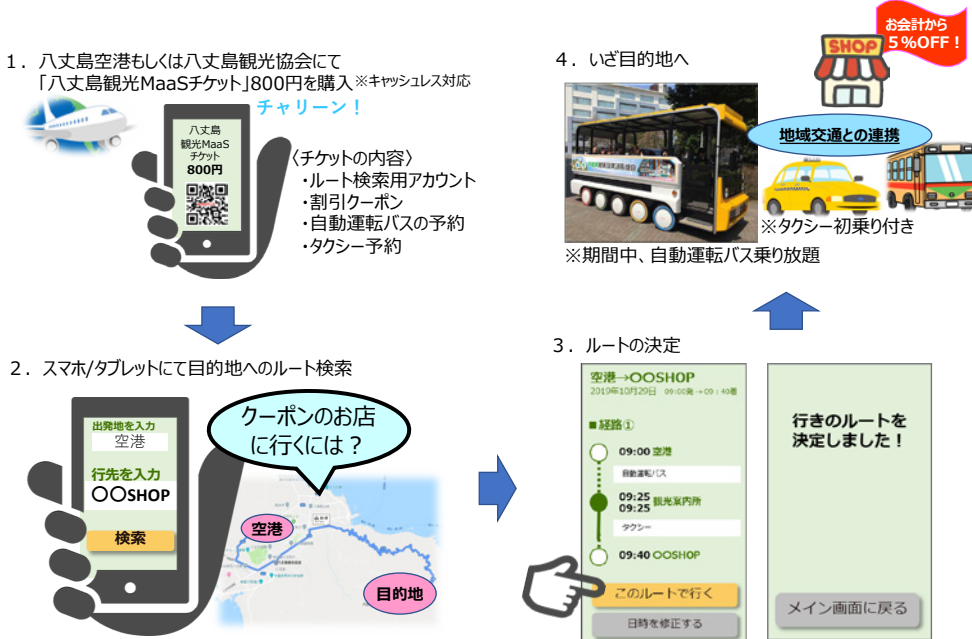 1．八丈島空港もしくは八丈島観光協会にて
「八丈島観光MaaSチケット」800円を購入※キャッシュレス対応
チャリーン！
八丈島
観光MaaS
チケット
800円
〈チケットの内容〉
・ルート検索用アカウント
・割引クーポン
・自動運転バスの予約
・タクシー予約
2．スマホ/タブレットにて目的地へのルート検索
出発地を入力
空港
行先を入力
〇〇SHOP
検索
クーポンのお店
に行くには？
空港
目的地
3．ルートの決定
空港→〇〇SHOP
2019年10月29日 09:00発→09:40着
■経路①
09:00 空港
自動運転バス
09:25
09:25
観光案内所
タクシー
09:40 〇〇SHOP
このルートで行く
日時を修正する
行きのルートを
決定しました！
メイン画面に戻る
4．いざ目的地へ
お会計から
5%OFF！
SHOP
地域交通との連携
※タクシー初乗り付き
※期間中、自動運転バス乗り放題